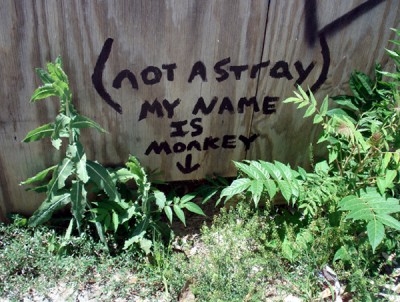 (not A stray)
MY NAME
IS
MONKEY